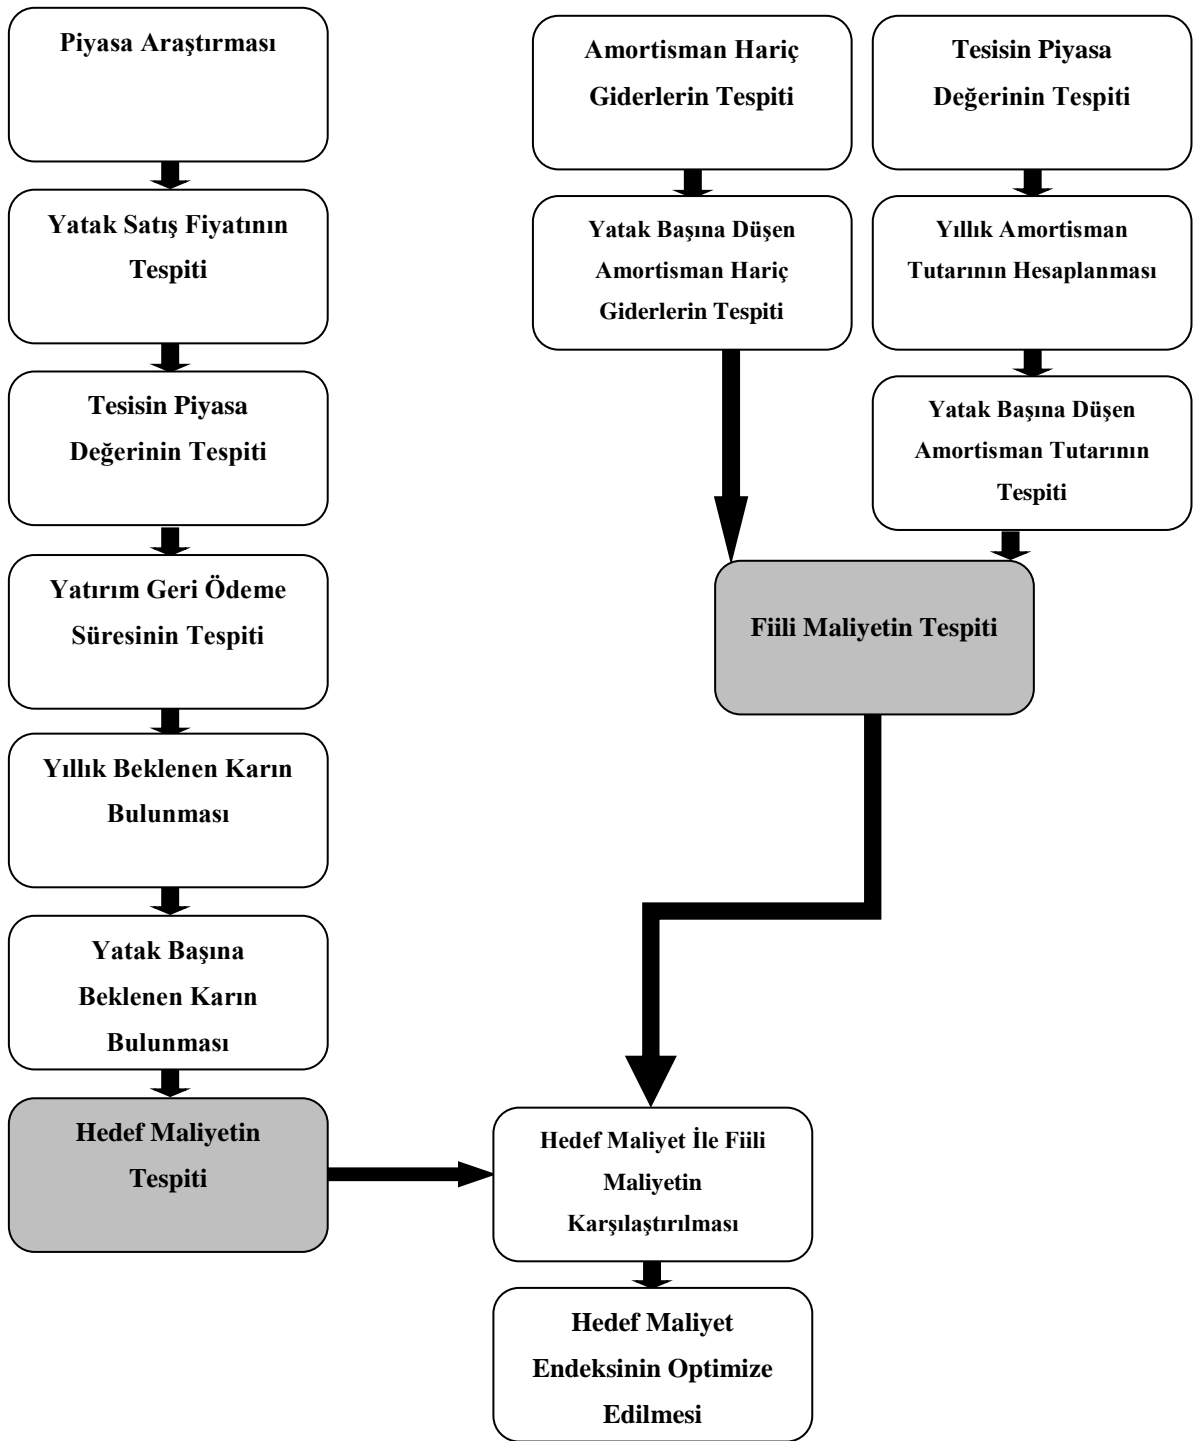 Piyasa Araştırması
Yatak Satış Fiyatının
Tespiti
Tesisin Piyasa
Değerinin Tespiti
Yatırım Geri Ödeme
Süresinin Tespiti
Yıllık Beklenen Karın
Bulunması
Yatak Başına
Beklenen Karın
Bulunması
Hedef Maliyetin
Tespiti
Amortisman Hariç
Giderlerin Tespiti
Yatak Başına Düşen
Amortisman Hariç
Giderlerin Tespiti
Tesisin Piyasa
Değerinin Tespiti
Yıllık Amortisman
Tutarının Hesaplanması
Yatak Başına Düşen
Amortisman Tutarının
Tespiti
Fiili Maliyetin Tespiti
Hedef Maliyet İle Fiili
Maliyetin
Karşılaştırılması
Hedef Maliyet
Endeksinin Optimize
Edilmesi